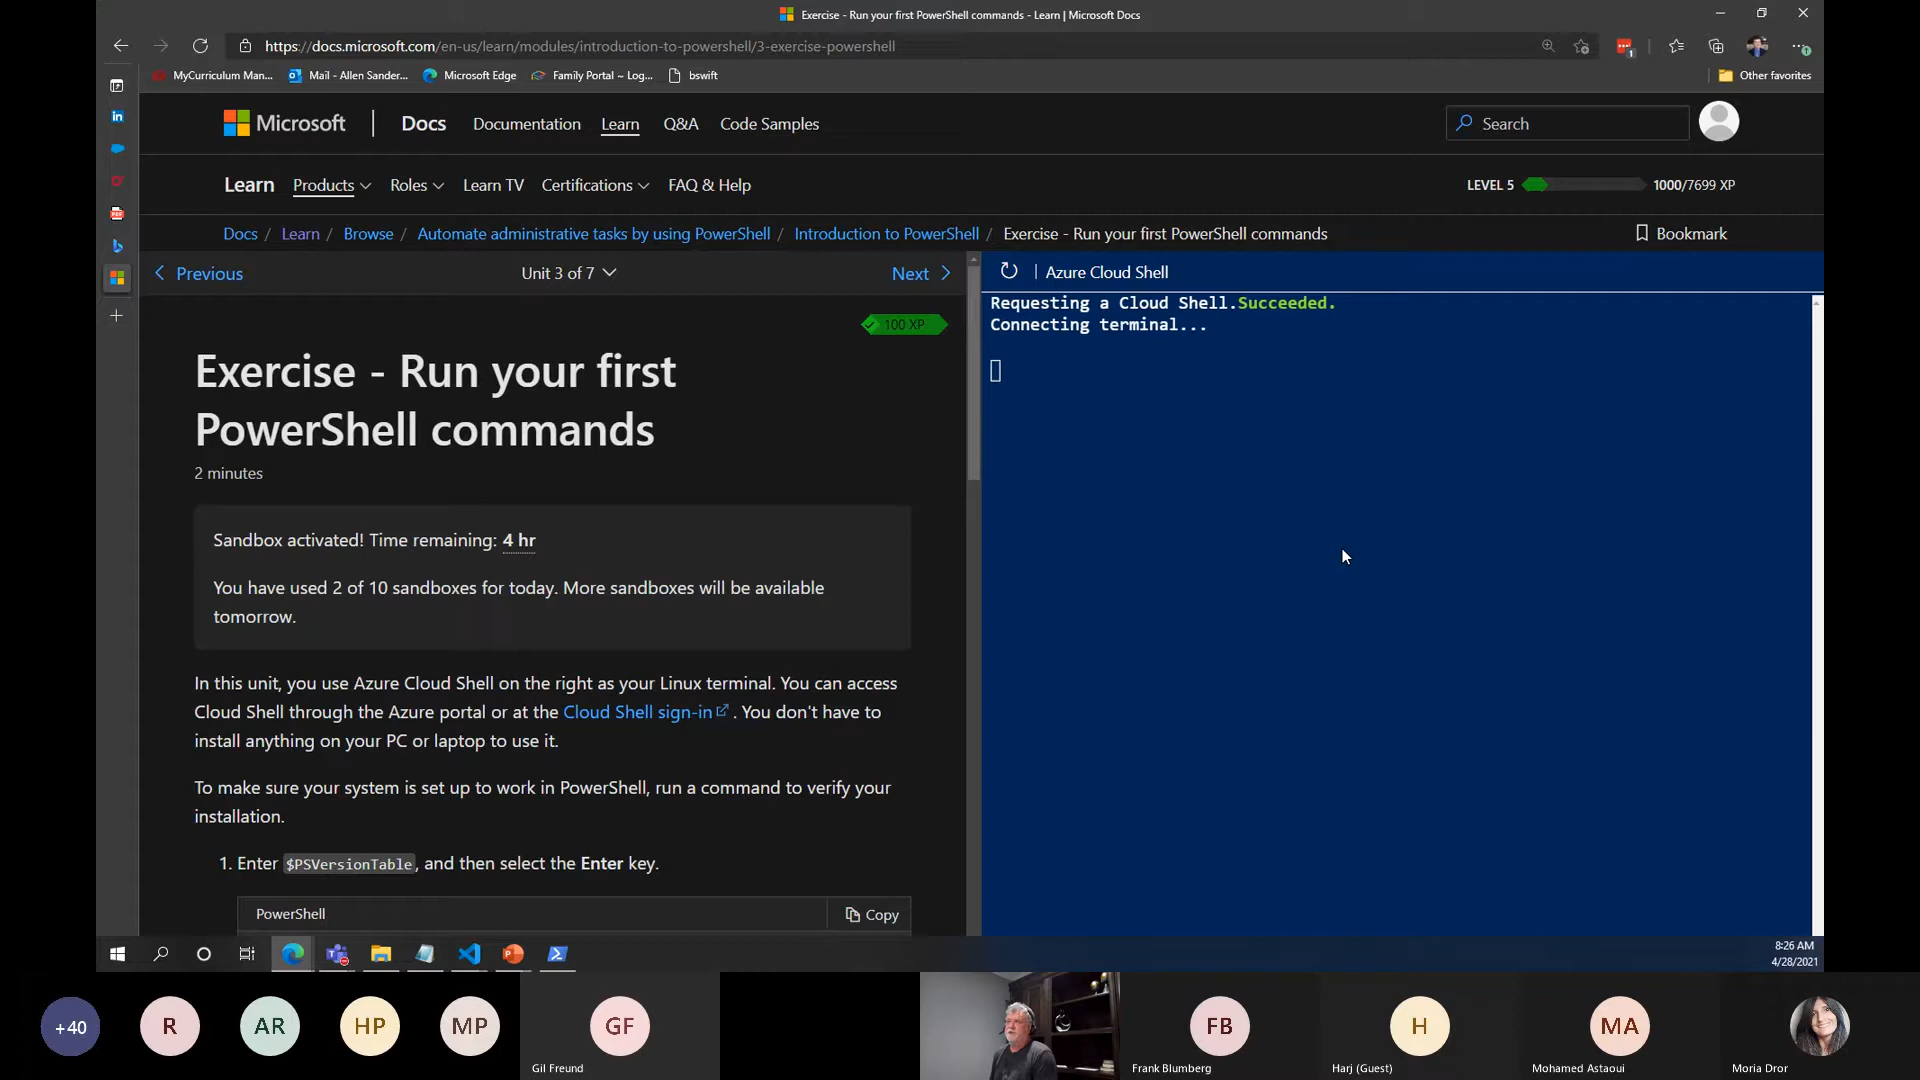 Exercise - Run your first PowerShell commands - Learn | Microsoft Docs
https://docs.microsoft.com/en-us/learn/modules/introduction-to-powershell/3-exercise-powershell
1
MyCurriculum Man...
Mail - Allen Sander...
Microsoft Edge
Family Portal ~ Log...
bswift
Other favorites
Microsoft
Docs
Documentation
Learn
Q&A
Code Samples
Search
Learn
Products
Roles
Learn TV
Certifications
FAQ & Help
LEVEL 5
1000/7699 XP
Docs / Learn / Browse / Automate administrative tasks by using PowerShell / Introduction to PowerShell / Exercise - Run your first PowerShell commands
Bookmark
Previous
Unit 3 of 7
Next
100 XP
Exercise - Run your first
PowerShell commands
2 minutes
Sandbox activated! Time remaining: 4 hr
You have used 2 of 10 sandboxes for today. More sandboxes will be available
tomorrow.
In this unit, you use Azure Cloud Shell on the right as your Linux terminal. You can access
Cloud Shell through the Azure portal or at the Cloud Shell sign-in . You don't have to
install anything on your PC or laptop to use it.
To make sure your system is set up to work in PowerShell, run a command to verify your
installation.
1. Enter $PSVersionTable, and then select the Enter key.
PowerShell
Copy
| Azure Cloud Shell
Requesting a Cloud Shell.Succeeded.
Connecting terminal...
8:26 AM
4/28/2021
+40
R
AR
HP
MP
GF
Gil Freund
FB
Frank Blumberg
H
Harj (Guest)
MA
Mohamed Astaoui
Moria Dror